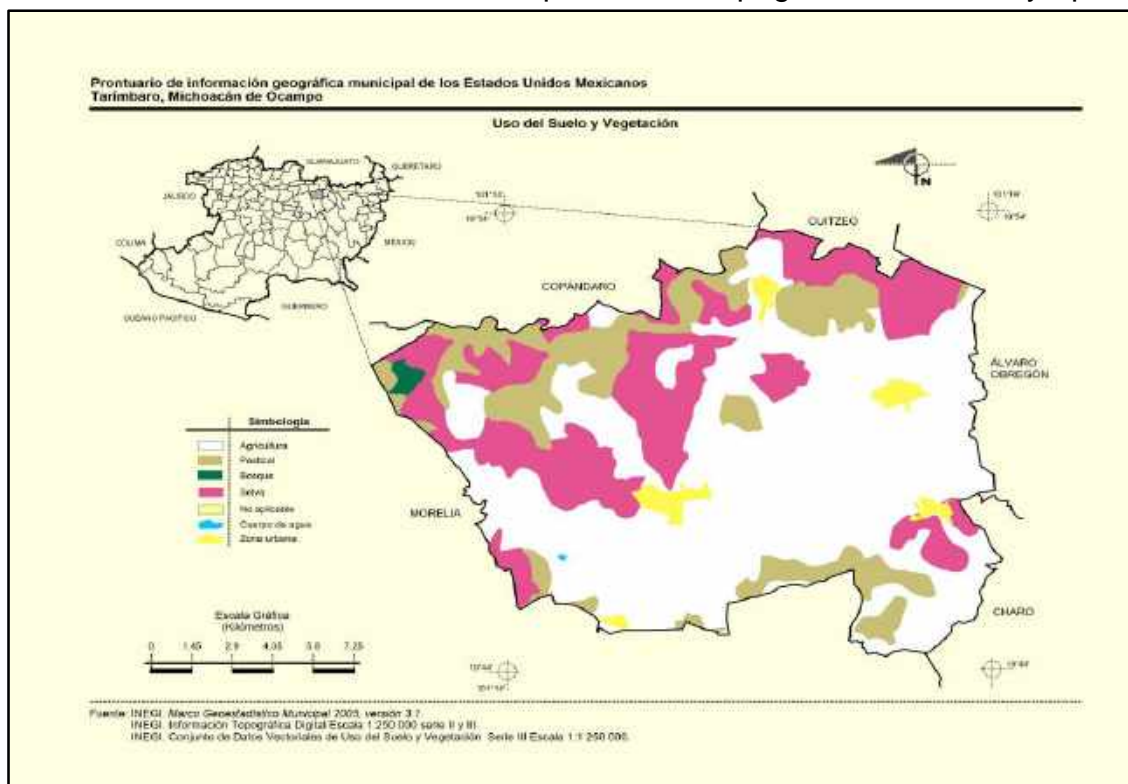 Prontuario de información geográfica municipal de los Estados Unidos Mexicanos
Tarímbaro, Michoacán de Ocampo
Uso del Suelo y Vegetación
GUANAJUATO
QUERÉTARO
JALISCO
COLIMA
MÉXICO
GUERRERO
OCÉANO PACÍFICO
N
CUITZEO
COPÁNDARO
ÁLVARO
OBREGÓN
MORELIA
CHARO
Simbología
Agricultura
Pastizal
Bosque
Selva
No aplicable
Cuerpo de agua
Zona urbana
Escala Gráfica
(Kilómetros)
0 1.45 2.9 4.35 5.8 7.25
Fuente: INEGI. Marco Geoestadístico Municipal 2005, versión 3.1.
INEGI. Información Topográfica Digital Escala 1:250 000 serie II y III.
INEGI. Conjunto de Datos Vectoriales de Uso del Suelo y Vegetación. Serie III Escala 1:1 250 000.